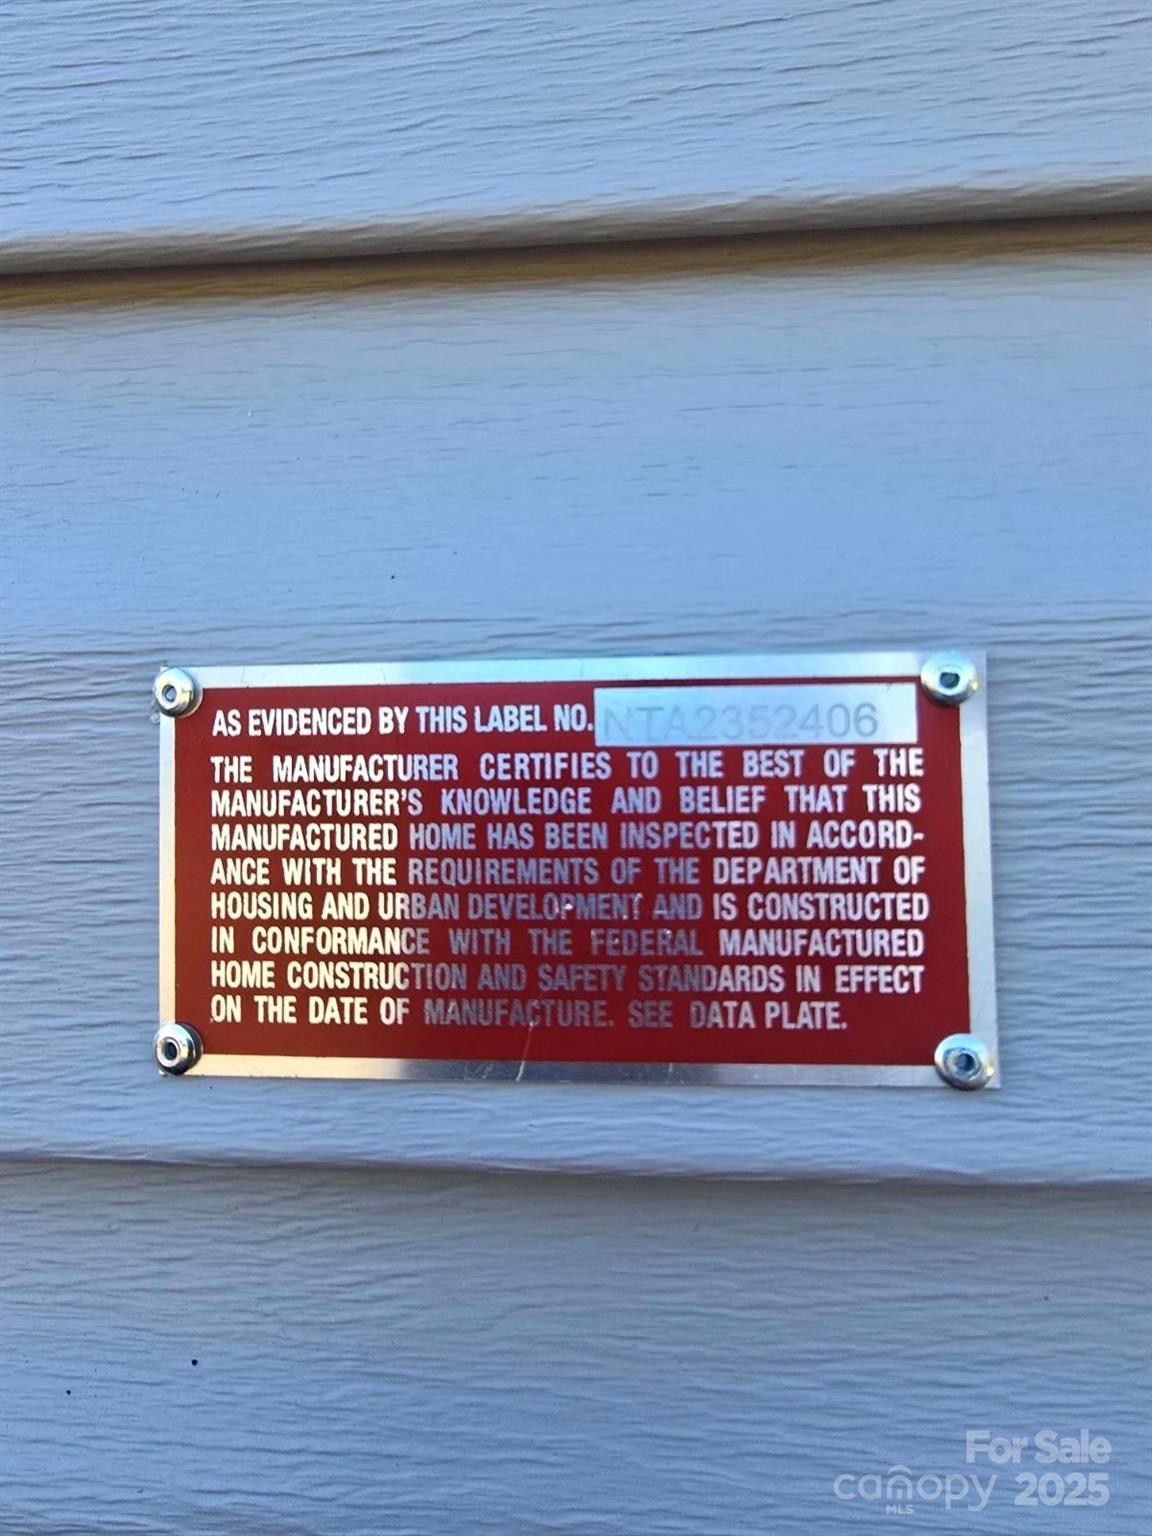 AS EVIDENCED BY THIS LABEL NO. NTA2352406
THE MANUFACTURER CERTIFIES TO THE BEST OF THE
MANUFACTURER'S KNOWLEDGE AND BELIEF THAT THIS
MANUFACTURED HOME HAS BEEN INSPECTED IN ACCORD-
ANCE WITH THE REQUIREMENTS OF THE DEPARTMENT OF
HOUSING AND URBAN DEVELOPMENT AND IS CONSTRUCTED
IN CONFORMANCE WITH THE FEDERAL MANUFACTURED
HOME CONSTRUCTION AND SAFETY STANDARDS IN EFFECT
ON THE DATE OF MANUFACTURE. SEE DATA PLATE.
For Sale
canopy 2025
MLS